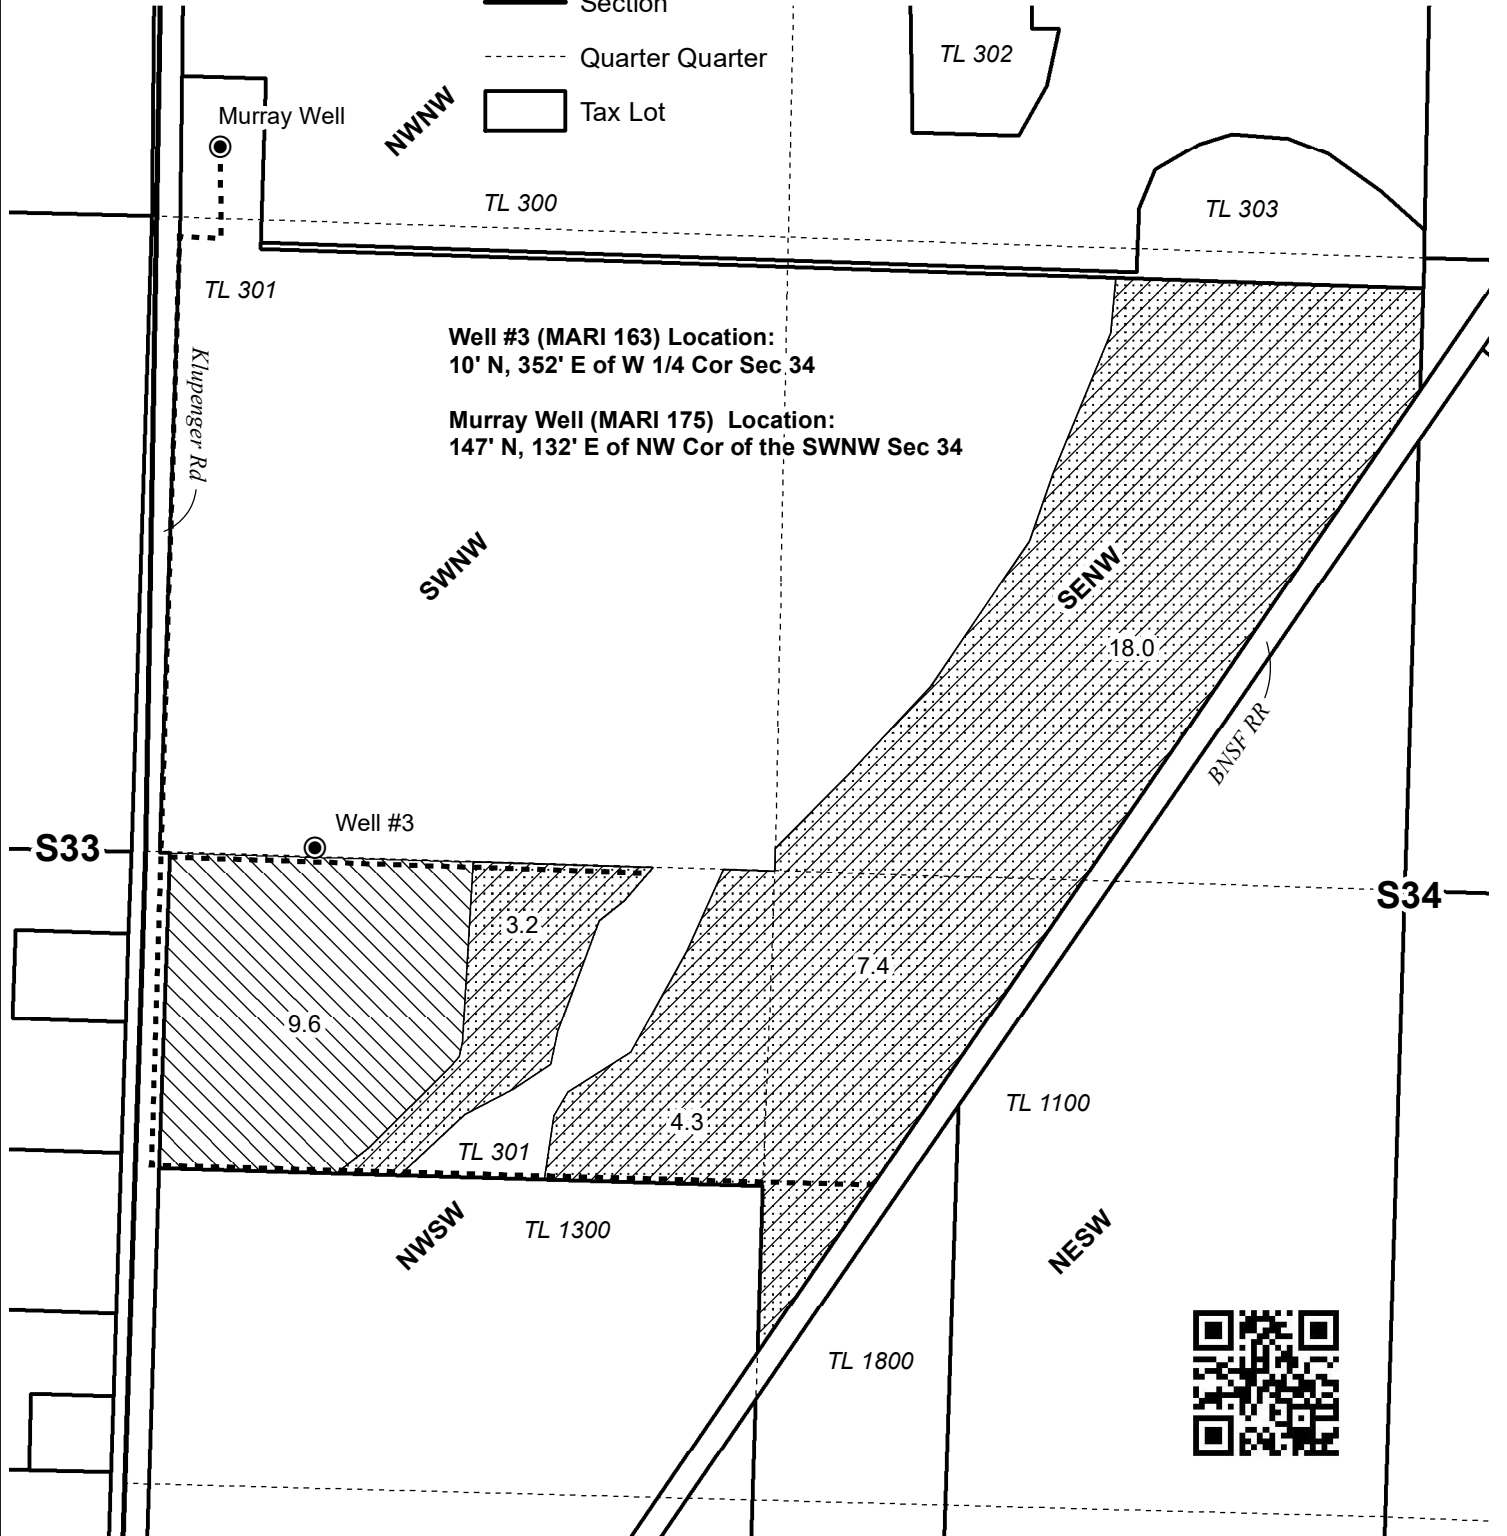 Section
Quarter Quarter
Tax Lot
TL 302
Murray Well
NWNW
TL 300
TL 303
TL 301
Well #3 (MARI 163) Location:
10' N, 352' E of W 1/4 Cor Sec 34
Murray Well (MARI 175) Location:
147' N, 132' E of NW Cor of the SWNW Sec 34
Klupenger Rd
SWNW
SENW
18.0
BNSF RR
Well #3
S33
S34
3.2
7.4
9.6
TL 1100
4.3
TL 301
NWSW
TL 1300
NESW
TL 1800